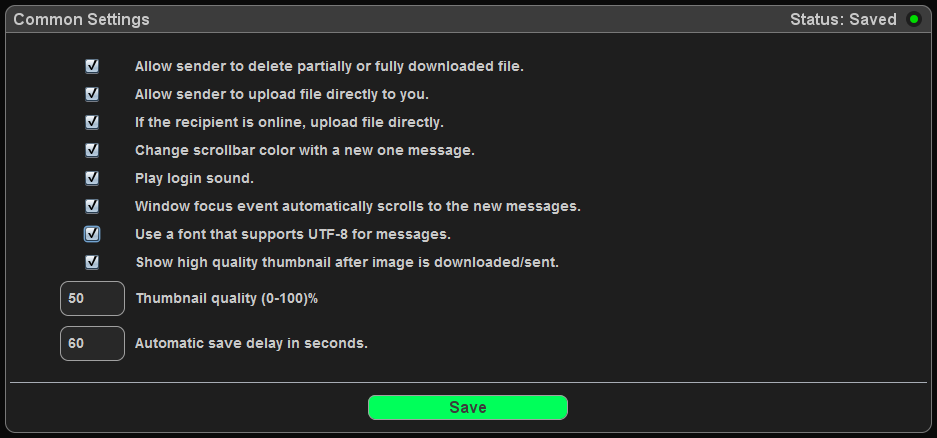 Common Settings
Status: Saved
Allow sender to delete partially or fully downloaded file.
Allow sender to upload file directly to you.
If the recipient is online, upload file directly.
Change scrollbar color with a new one message.
Play login sound.
Window focus event automatically scrolls to the new messages.
Use a font that supports UTF-8 for messages.
Show high quality thumbnail after image is downloaded/sent.
50 Thumbnail quality (0-100)%
60 Automatic save delay in seconds.
Save